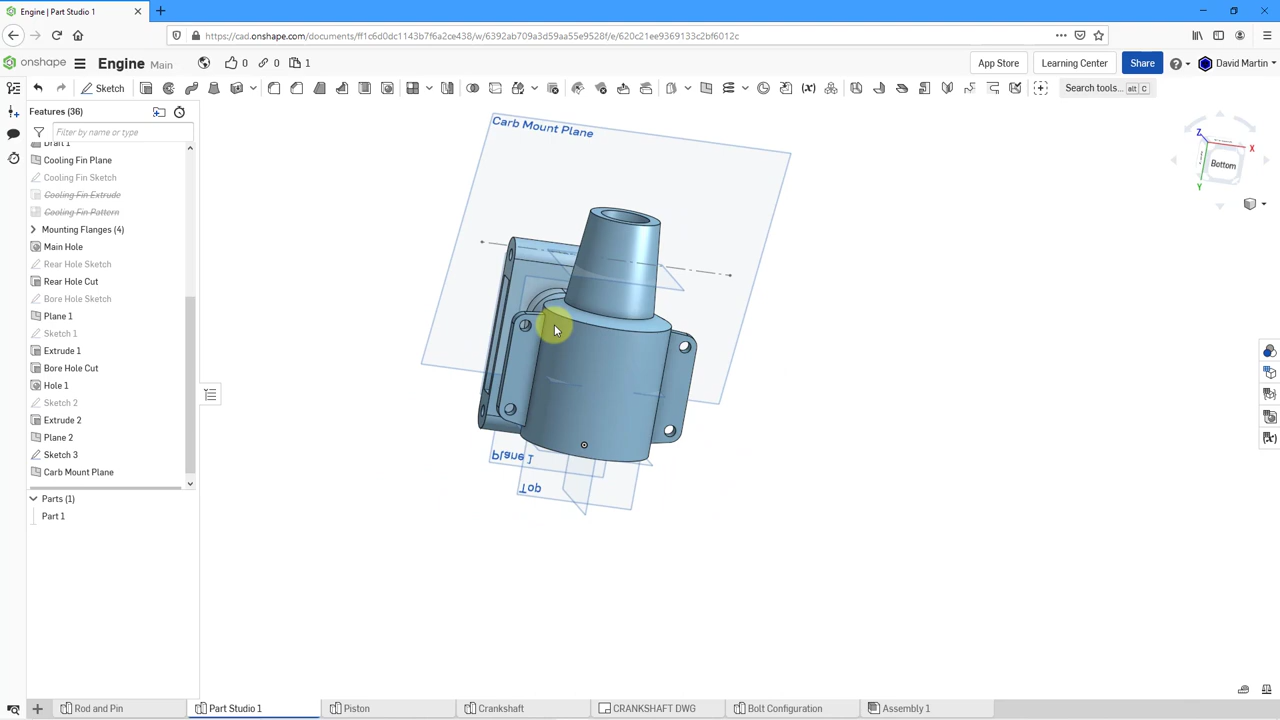 Engine | Part Studio 1
https://cad.onshape.com/documents/ff1c6d0dc1143b7f6a2ce438/w/6392ab709a3d59aa55e9528f/e/620c21ee9369133c2bf6012c
onshape
Engine Main
0
0
1
App Store
Learning Center
Share
David Martin
Sketch
Search tools...
alt
C
Features (36)
Filter by name or type
Draft 1
Cooling Fin Plane
Cooling Fin Sketch
Cooling Fin Extrude
Cooling Fin Pattern
Mounting Flanges (4)
Main Hole
Rear Hole Sketch
Rear Hole Cut
Bore Hole Sketch
Plane 1
Sketch 1
Extrude 1
Bore Hole Cut
Hole 1
Sketch 2
Extrude 2
Plane 2
Sketch 3
Carb Mount Plane
Parts (1)
Part 1
Carb Mount Plane
Plane 1
Top
Z
X
Y
Bottom
Rod and Pin
Part Studio 1
Piston
Crankshaft
CRANKSHAFT DWG
Bolt Configuration
Assembly 1